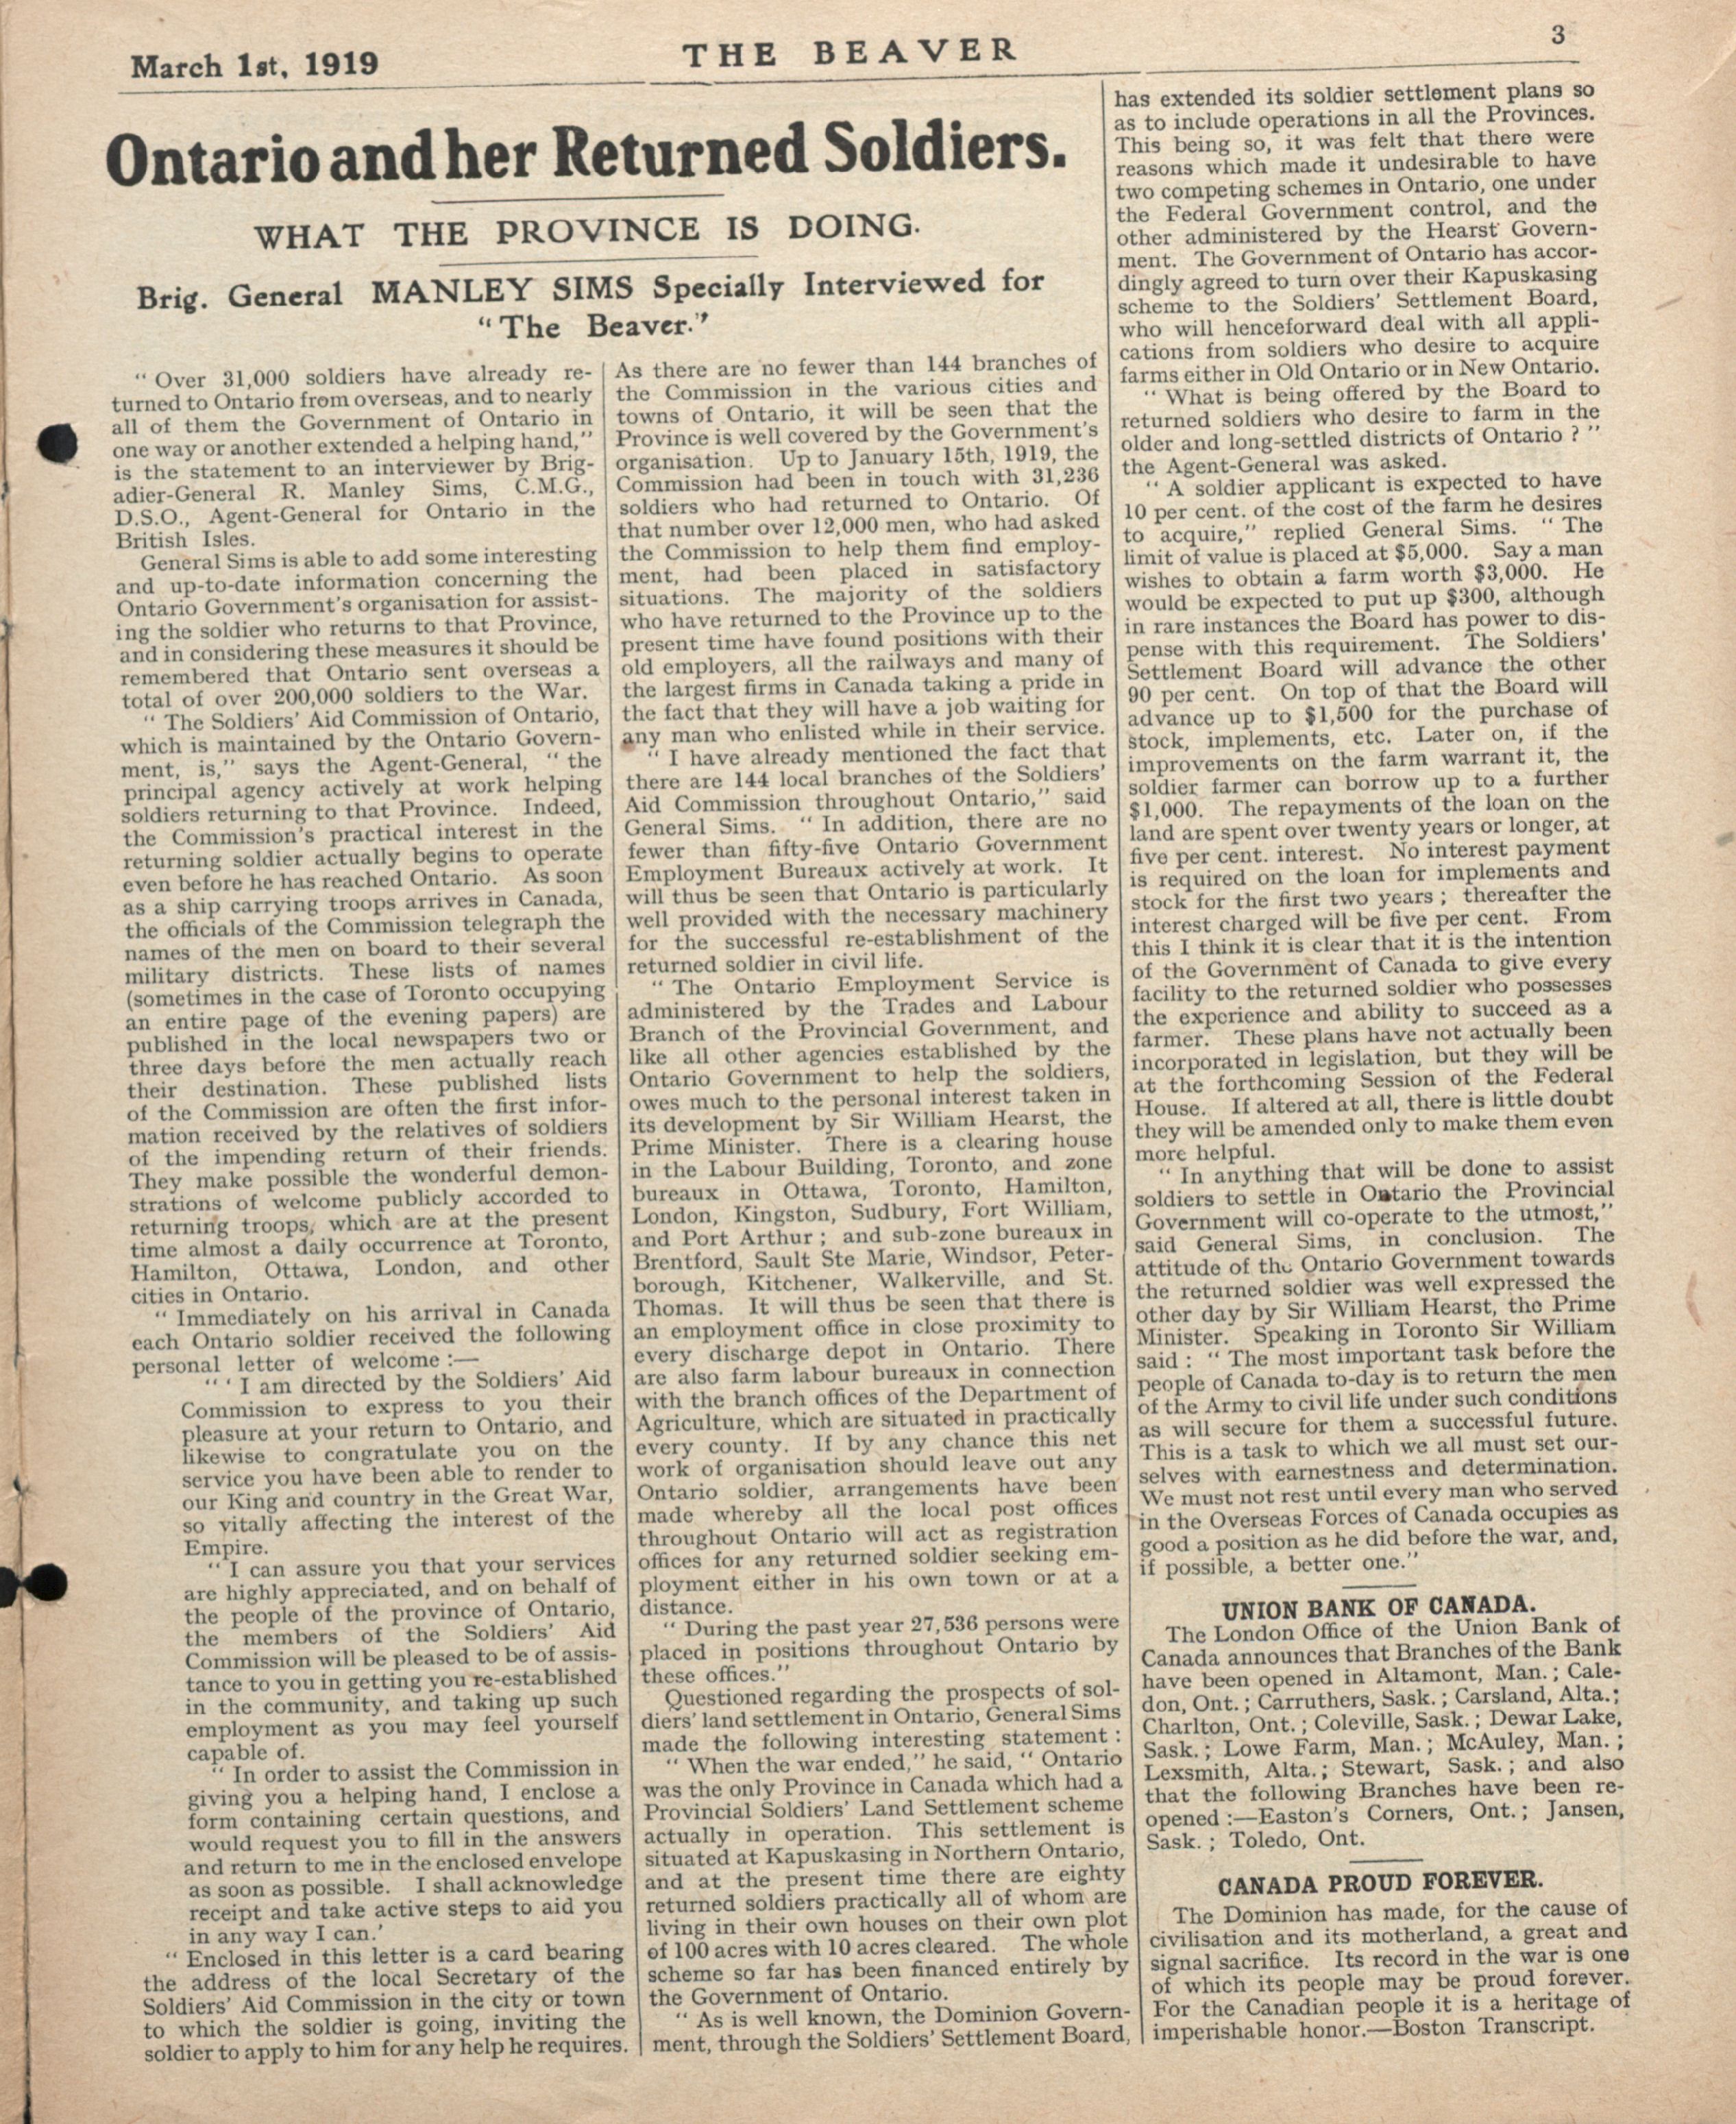 March 1st, 1919
THE BEAVER
3
Ontario and her Returned Soldiers.
WHAT THE PROVINCE IS DOING.
Brig. General MANLEY SIMS Specially Interviewed for
"The Beaver."
" Over 31,000 soldiers have already re-
turned to Ontario from overseas, and to nearly
all of them the Government of Ontario in
one way or another extended a helping hand,"
is the statement to an interviewer by Brig-
adier-General R. Manley Sims, C.M.G.,
D.S.O., Agent-General for Ontario in the
British Isles.
General Sims is able to add some interesting
and up-to-date information concerning the
Ontario Government's organisation for assist-
ing the soldier who returns to that Province,
and in considering these measures it should be
remembered that Ontario sent overseas a
total of over 200,000 soldiers to the War.
" The Soldiers' Aid Commission of Ontario,
which is maintained by the Ontario Govern-
ment, is," says the Agent-General, " the
principal agency actively at work helping
soldiers returning to that Province. Indeed,
the Commission's practical interest in the
returning soldier actually begins to operate
even before he has reached Ontario. As soon
as a ship carrying troops arrives in Canada,
the officials of the Commission telegraph the
names of the men on board to their several
military districts. These lists of names
(sometimes in the case of Toronto occupying
an entire page of the evening papers) are
published in the local newspapers two or
three days before the men actually reach
their destination. These published lists
of the Commission are often the first infor-
mation received by the relatives of soldiers
of the impending return of their friends.
They make possible the wonderful demon-
strations of welcome publicly accorded to
returning troops, which are at the present
time almost a daily occurrence at Toronto,
Hamilton, Ottawa, London, and other
cities in Ontario.
" Immediately on his arrival in Canada
each Ontario soldier received the following
personal letter of welcome :—
" ' I am directed by the Soldiers' Aid
Commission to express to you their
pleasure at your return to Ontario, and
likewise to congratulate you on the
service you have been able to render to
our King and country in the Great War,
so vitally affecting the interest of the
Empire.
" I can assure you that your services
are highly appreciated, and on behalf of
the people of the province of Ontario,
the members of the Soldiers' Aid
Commission will be pleased to be of assis-
tance to you in getting you re-established
in the community, and taking up such
employment as you may feel yourself
capable of.
" In order to assist the Commission in
giving you a helping hand, I enclose a
form containing certain questions, and
would request you to fill in the answers
and return to me in the enclosed envelope
as soon as possible. I shall acknowledge
receipt and take active steps to aid you
in any way I can.'
" Enclosed in this letter is a card bearing
the address of the local Secretary of the
Soldiers' Aid Commission in the city or town
to which the soldier is going, inviting the
soldier to apply to him for any help he requires.
As there are no fewer than 144 branches of
the Commission in the various cities and
towns of Ontario, it will be seen that the
Province is well covered by the Government's
organisation. Up to January 15th, 1919, the
Commission had been in touch with 31,236
soldiers who had returned to Ontario. Of
that number over 12,000 men, who had asked
the Commission to help them find employ-
ment, had been placed in satisfactory
situations. The majority of the soldiers
who have returned to the Province up to the
present time have found positions with their
old employers, all the railways and many of
the largest firms in Canada taking a pride in
the fact that they will have a job waiting for
any man who enlisted while in their service.
" I have already mentioned the fact that
there are 144 local branches of the Soldiers'
Aid Commission throughout Ontario," said
General Sims. " In addition, there are no
fewer than fifty-five Ontario Government
Employment Bureaux actively at work. It
will thus be seen that Ontario is particularly
well provided with the necessary machinery
for the successful re-establishment of the
returned soldier in civil life.
" The Ontario Employment Service is
administered by the Trades and Labour
Branch of the Provincial Government, and
like all other agencies established by the
Ontario Government to help the soldiers,
owes much to the personal interest taken in
its development by Sir William Hearst, the
Prime Minister. There is a clearing house
in the Labour Building, Toronto, and zone
bureaux in Ottawa, Toronto, Hamilton,
London, Kingston, Sudbury, Fort William,
and Port Arthur ; and sub-zone bureaux in
Brentford, Sault Ste Marie, Windsor, Peter-
borough, Kitchener, Walkerville, and St.
Thomas. It will thus be seen that there is
an employment office in close proximity to
every discharge depot in Ontario. There
are also farm labour bureaux in connection
with the branch offices of the Department of
Agriculture, which are situated in practically
every county. If by any chance this net
work of organisation should leave out any
Ontario soldier, arrangements have been
made whereby all the local post offices
throughout Ontario will act as registration
offices for any returned soldier seeking em-
ployment either in his own town or at a
distance.
" During the past year 27,536 persons were
placed in positions throughout Ontario by
these offices."
Questioned regarding the prospects of sol-
diers' land settlement in Ontario, General Sims
made the following interesting statement :
" When the war ended," he said, " Ontario
was the only Province in Canada which had a
Provincial Soldiers' Land Settlement scheme
actually in operation. This settlement is
situated at Kapuskasing in Northern Ontario,
and at the present time there are eighty
returned soldiers practically all of whom are
living in their own houses on their own plot
of 100 acres with 10 acres cleared. The whole
scheme so far has been financed entirely by
the Government of Ontario.
" As is well known, the Dominion Govern-
ment, through the Soldiers' Settlement Board,
has extended its soldier settlement plans so
as to include operations in all the Provinces.
This being so, it was felt that there were
reasons which made it undesirable to have
two competing schemes in Ontario, one under
the Federal Government control, and the
other administered by the Hearst Govern-
ment. The Government of Ontario has accor-
dingly agreed to turn over their Kapuskasing
scheme to the Soldiers' Settlement Board,
who will henceforward deal with all appli-
cations from soldiers who desire to acquire
farms either in Old Ontario or in New Ontario.
" What is being offered by the Board to
returned soldiers who desire to farm in the
older and long-settled districts of Ontario ? "
the Agent-General was asked.
" A soldier applicant is expected to have
10 per cent. of the cost of the farm he desires
to acquire," replied General Sims. " The
limit of value is placed at $5,000. Say a man
wishes to obtain a farm worth $3,000. He
would be expected to put up $300, although
in rare instances the Board has power to dis-
pense with this requirement. The Soldiers'
Settlement Board will advance the other
90 per cent. On top of that the Board will
advance up to $1,500 for the purchase of
stock, implements, etc. Later on, if the
improvements on the farm warrant it, the
soldier farmer can borrow up to a further
$1,000. The repayments of the loan on the
land are spent over twenty years or longer, at
five per cent. interest. No interest payment
is required on the loan for implements and
stock for the first two years ; thereafter the
interest charged will be five per cent. From
this I think it is clear that it is the intention
of the Government of Canada to give every
facility to the returned soldier who possesses
the experience and ability to succeed as a
farmer. These plans have not actually been
incorporated in legislation, but they will be
at the forthcoming Session of the Federal
House. If altered at all, there is little doubt
they will be amended only to make them even
more helpful.
" In anything that will be done to assist
soldiers to settle in Ontario the Provincial
Government will co-operate to the utmost,"
said General Sims, in conclusion. The
attitude of the Ontario Government towards
the returned soldier was well expressed the
other day by Sir William Hearst, the Prime
Minister. Speaking in Toronto Sir William
said : " The most important task before the
people of Canada to-day is to return the men
of the Army to civil life under such conditions
as will secure for them a successful future.
This is a task to which we all must set our-
selves with earnestness and determination.
We must not rest until every man who served
in the Overseas Forces of Canada occupies as
good a position as he did before the war, and,
if possible, a better one."
UNION BANK OF CANADA.
The London Office of the Union Bank of
Canada announces that Branches of the Bank
have been opened in Altamont, Man. ; Cale-
don, Ont. ; Carruthers, Sask. ; Carsland, Alta. ;
Charlton, Ont. ; Coleville, Sask. ; Dewar Lake,
Sask. ; Lowe Farm, Man. ; McAuley, Man. ;
Lexsmith, Alta. ; Stewart, Sask. ; and also
that the following Branches have been re-
opened :—Easton's Corners, Ont. ; Jansen,
Sask. ; Toledo, Ont.
CANADA PROUD FOREVER.
The Dominion has made, for the cause of
civilisation and its motherland, a great and
signal sacrifice. Its record in the war is one
of which its people may be proud forever.
For the Canadian people it is a heritage of
imperishable honor.—Boston Transcript.